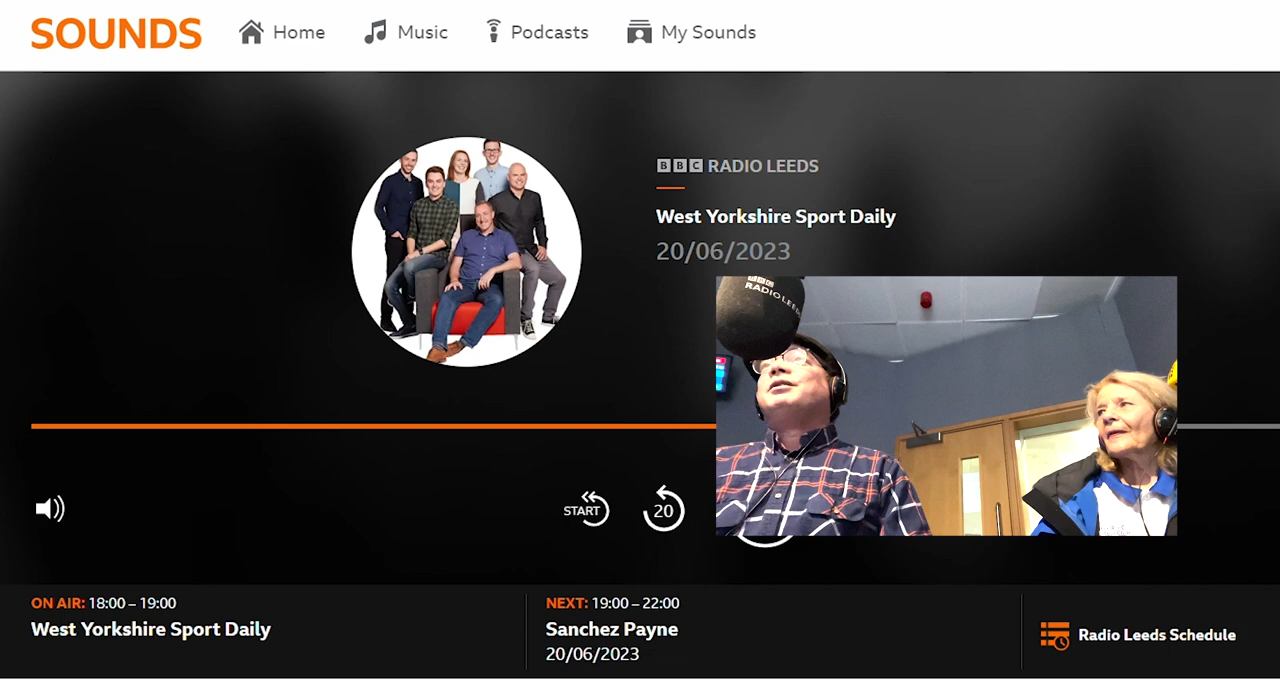 SOUNDS
Home
Music
Podcasts
My Sounds
BBC RADIO LEEDS
West Yorkshire Sport Daily
20/06/2023
BBC
RADIO LEEDS
START
20
ON AIR: 18:00 – 19:00
West Yorkshire Sport Daily
NEXT: 19:00 – 22:00
Sanchez Payne
20/06/2023
Radio Leeds Schedule